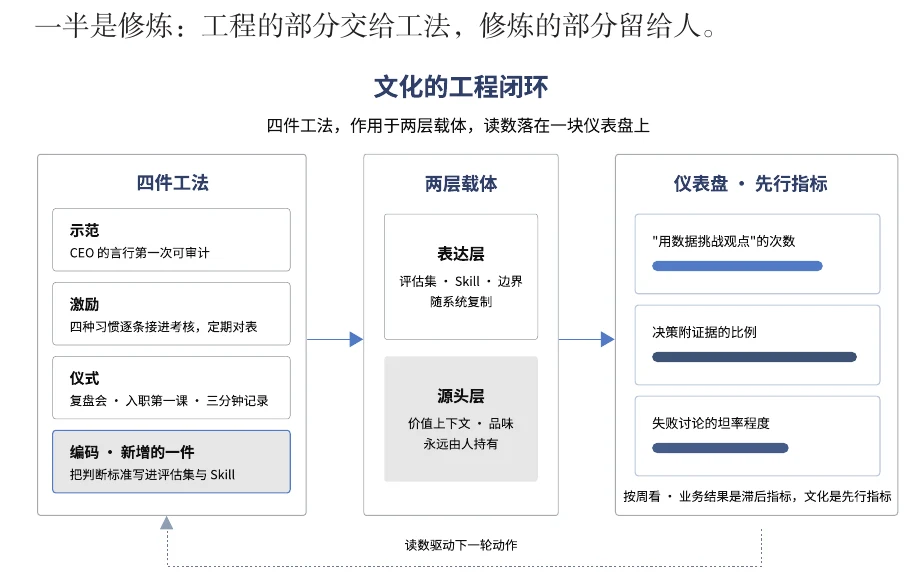 一半是修炼：工程的部分交给工法，修炼的部分留给人。
文化的工程闭环
四件工法，作用于两层载体，读数落在一块仪表盘上
四件工法
示范
CEO 的言行第一次可审计
激励
四种习惯逐条接进考核，定期对表
仪式
复盘会 · 入职第一课 · 三分钟记录
编码 · 新增的一件
把判断标准写进评估集与 Skill
两层载体
表达层
评估集 · Skill · 边界
随系统复制
源头层
价值上下文 · 品味
永远由人持有
仪表盘 · 先行指标
"用数据挑战观点"的次数
决策附证据的比例
失败讨论的坦率程度
按周看 · 业务结果是滞后指标，文化是先行指标
读数驱动下一轮动作